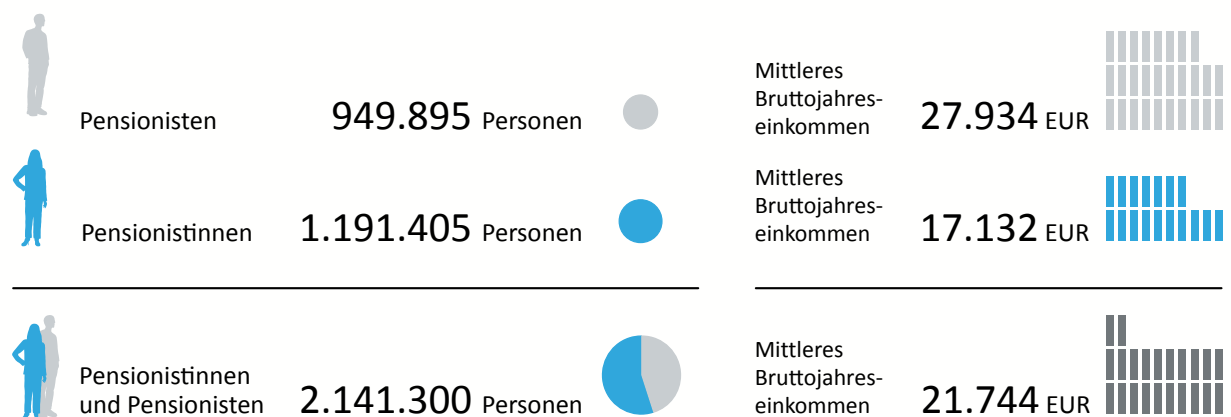 Pensionisten 949.895 Personen
Mittleres
Bruttojahres-
einkommen 27.934 EUR
Pensionistinnen 1.191.405 Personen
Mittleres
Bruttojahres-
einkommen 17.132 EUR
Pensionistinnen
und Pensionisten 2.141.300 Personen
Mittleres
Bruttojahres-
einkommen 21.744 EUR